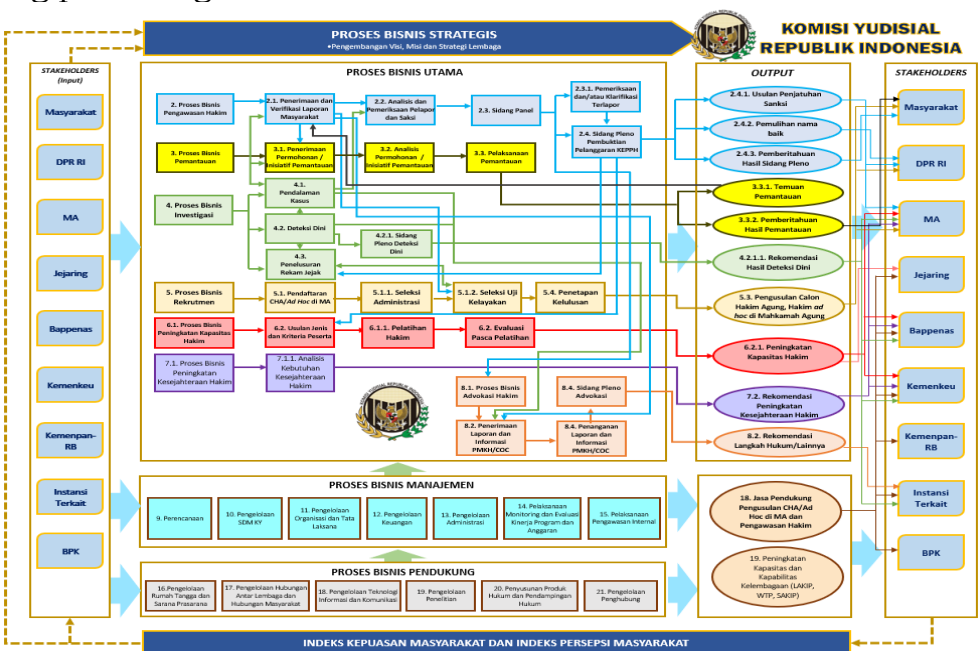 PROSES BISNIS STRATEGIS
•Pengembangan Visi, Misi dan Strategi Lembaga
KOMISI YUDISIAL
REPUBLIK INDONESIA
STAKEHOLDERS
(Input)
Masyarakat
DPR RI
MA
Jejaring
Bappenas
Kemenkeu
Kemenpan-
RB
Instansi
Terkait
BPK
PROSES BISNIS UTAMA
2. Proses Bisnis
Pengawasan Hakim
2.1. Penerimaan dan
Verifikasi Laporan
Masyarakat
2.2. Analisis dan
Pemeriksaan Pelapor
dan Saksi
2.3. Sidang Panel
2.3.1. Pemeriksaan
dan/atau Klarifikasi
Terlapor
2.4. Sidang Pleno
Pembuktian
Pelanggaran KEPPH
3. Proses Bisnis
Pemantauan
3.1. Penerimaan
Permohonan /
Inisiatif Pemantauan
3.2. Analisis
Permohonan /
Inisiatif Pemantauan
3.3. Pelaksanaan
Pemantauan
4. Proses Bisnis
Investigasi
4.1.
Pendalaman
Kasus
4.2. Deteksi Dini
4.2.1. Sidang
Pleno Deteksi
Dini
4.3.
Penelusuran
Rekam Jejak
5. Proses Bisnis
Rekrutmen
5.1. Pendaftaran
CHA/Ad Hoc di MA
5.1.1. Seleksi
Administrasi
5.1.2. Seleksi Uji
Kelayakan
5.4. Penetapan
Kelulusan
6.1. Proses Bisnis
Peningkatan Kapasitas
Hakim
6.2. Usulan Jenis
dan Kriteria Peserta
6.1.1. Pelatihan
Hakim
6.2. Evaluasi
Pasca Pelatihan
7.1. Proses Bisnis
Peningkatan
Kesejahteraan Hakim
7.1.1. Analisis
Kebutuhan
Kesejahteraan
Hakim
8.1. Proses Bisnis
Advokasi Hakim
8.4. Sidang Pleno
Advokasi
8.2. Penerimaan
Laporan dan
Informasi
PMKH/COC
8.4. Penanganan
Laporan dan
Informasi
PMKH/COC
OUTPUT
2.4.1. Usulan Penjatuhan
Sanksi
2.4.2. Pemulihan nama
baik
2.4.3. Pemberitahuan
Hasil Sidang Pleno
3.3.1. Temuan
Pemantauan
3.3.2. Pemberitahuan
Hasil Pemantauan
4.2.1.1. Rekomendasi
Hasil Deteksi Dini
5.3. Pengusulan Calon
Hakim Agung, Hakim ad
hoc di Mahkamah Agung
6.2.1. Peningkatan
Kapasitas Hakim
7.2. Rekomendasi
Peningkatan
Kesejahteraan Hakim
8.2. Rekomendasi
Langkah Hukum/Lainnya
STAKEHOLDERS
Masyarakat
DPR RI
MA
Jejaring
Bappenas
Kemenkeu
Kemenpan-
RB
Instansi
Terkait
BPK
PROSES BISNIS MANAJEMEN
9. Perencanaan
10. Pengelolaan
SDM KY
11. Pengelolaan
Organisasi dan Tata
Laksana
12. Pengelolaan
Keuangan
13. Pengelolaan
Administrasi
14. Pelaksanaan
Monitoring dan Evaluasi
Kinerja Program dan
Anggaran
15. Pelaksanaan
Pengawasan Internal
18. Jasa Pendukung
Pengusulan CHA/Ad
Hoc di MA dan
Pengawasan Hakim
PROSES BISNIS PENDUKUNG
16. Pengelolaan
Rumah Tangga dan
Sarana Prasarana
17. Pengelolaan Hubungan
Antar Lembaga dan
Hubungan Masyarakat
18. Pengelolaan Teknologi
Informasi dan Komunikasi
19. Pengelolaan
Penelitian
20. Penyusunan Produk
Hukum dan Pendampingan
Hukum
21. Pengelolaan
Penghubung
19. Peningkatan
Kapasitas dan
Kapabilitas
Kelembagaan (LAKIP,
WTP, SAKIP)
INDEKS KEPUASAN MASYARAKAT DAN INDEKS PERSEPSI MASYARAKAT